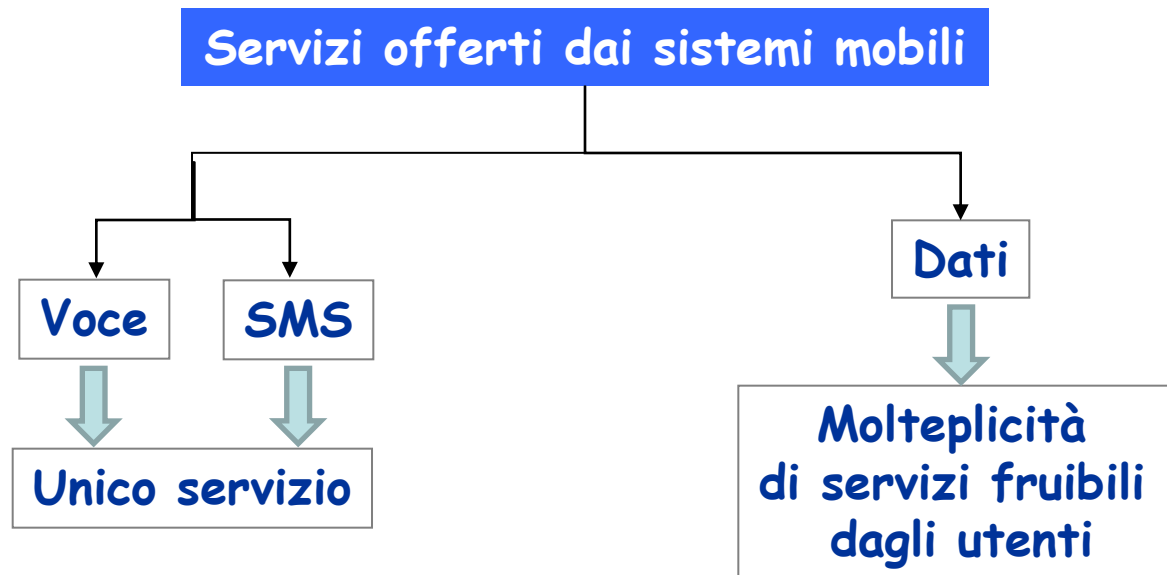 Servizi offerti dai sistemi mobili
Voce
SMS
Dati
Unico servizio
Molteplicità
di servizi fruibili
dagli utenti